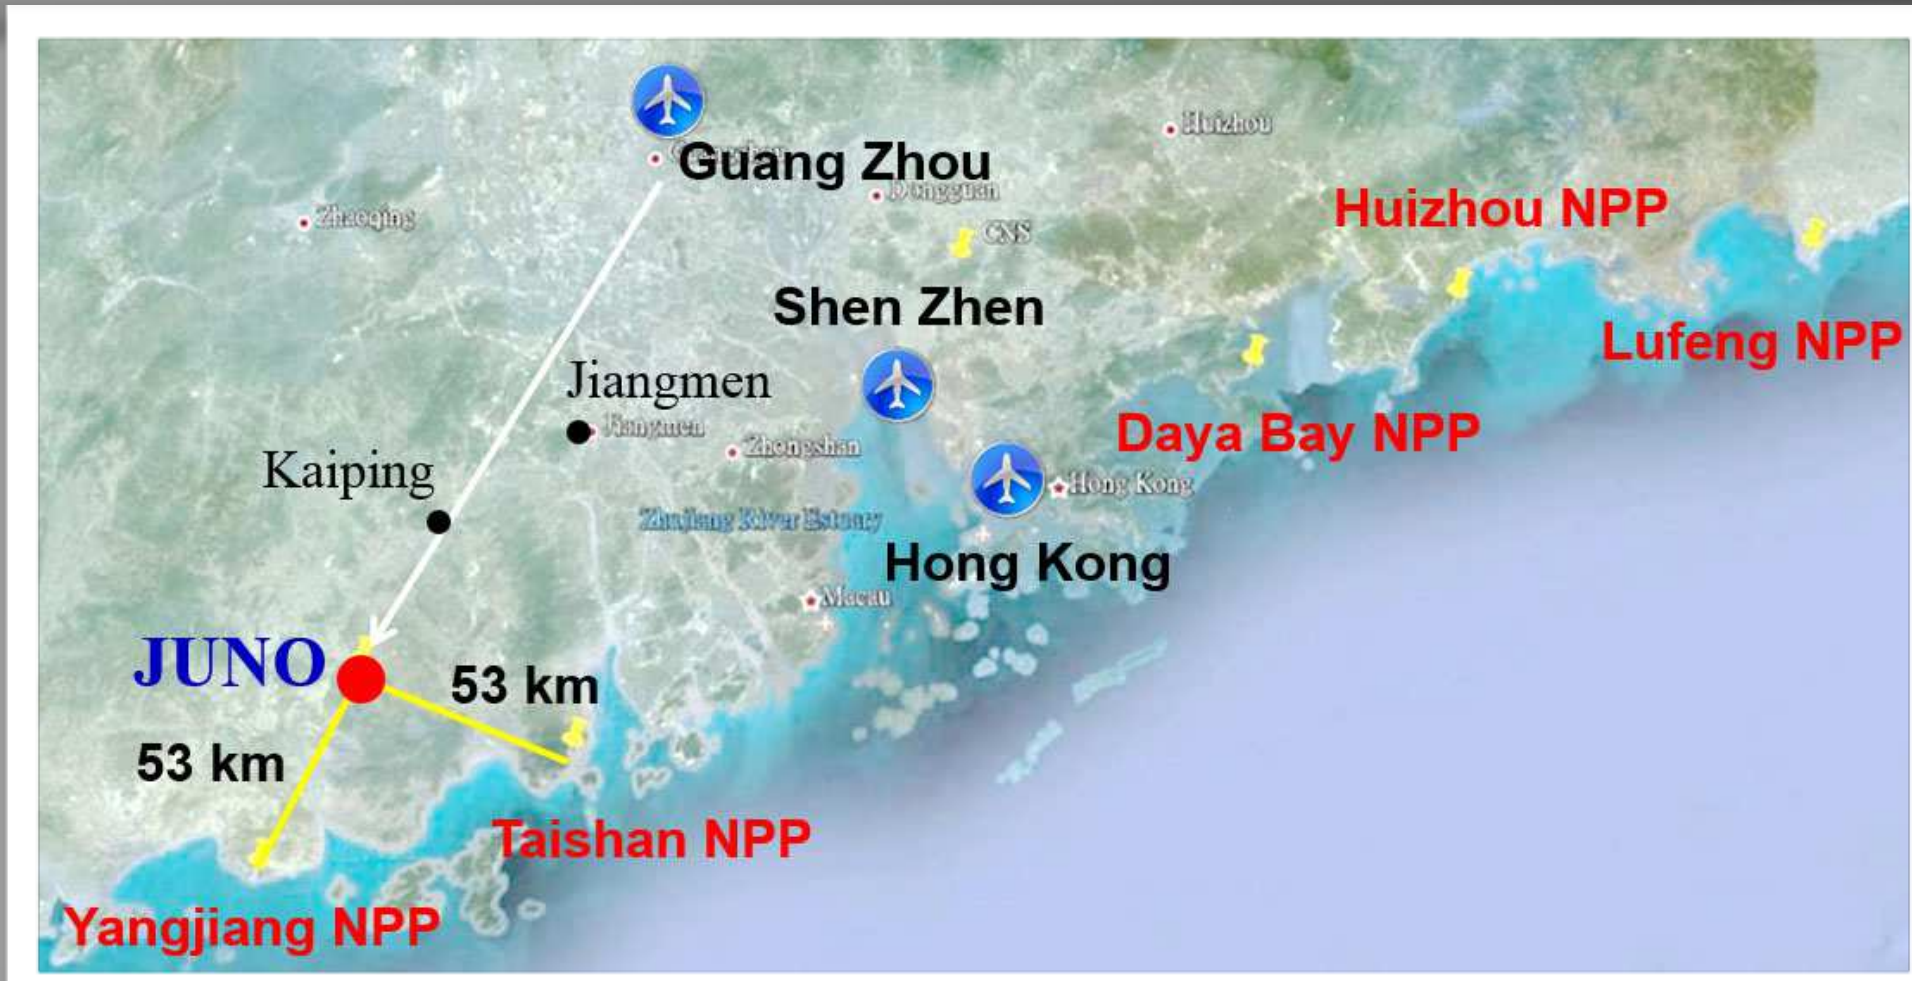 Huizhou
Guang Zhou
Dongguan
Huizhou NPP
Zhaoqing
CNS
Shen Zhen
Lufeng NPP
Jiangmen
Jiangmen
Daya Bay NPP
Zhongshan
Kaiping
Hong Kong
Zhujiang River Estuary
Hong Kong
Macau
JUNO
53 km
53 km
Taishan NPP
Yangjiang NPP